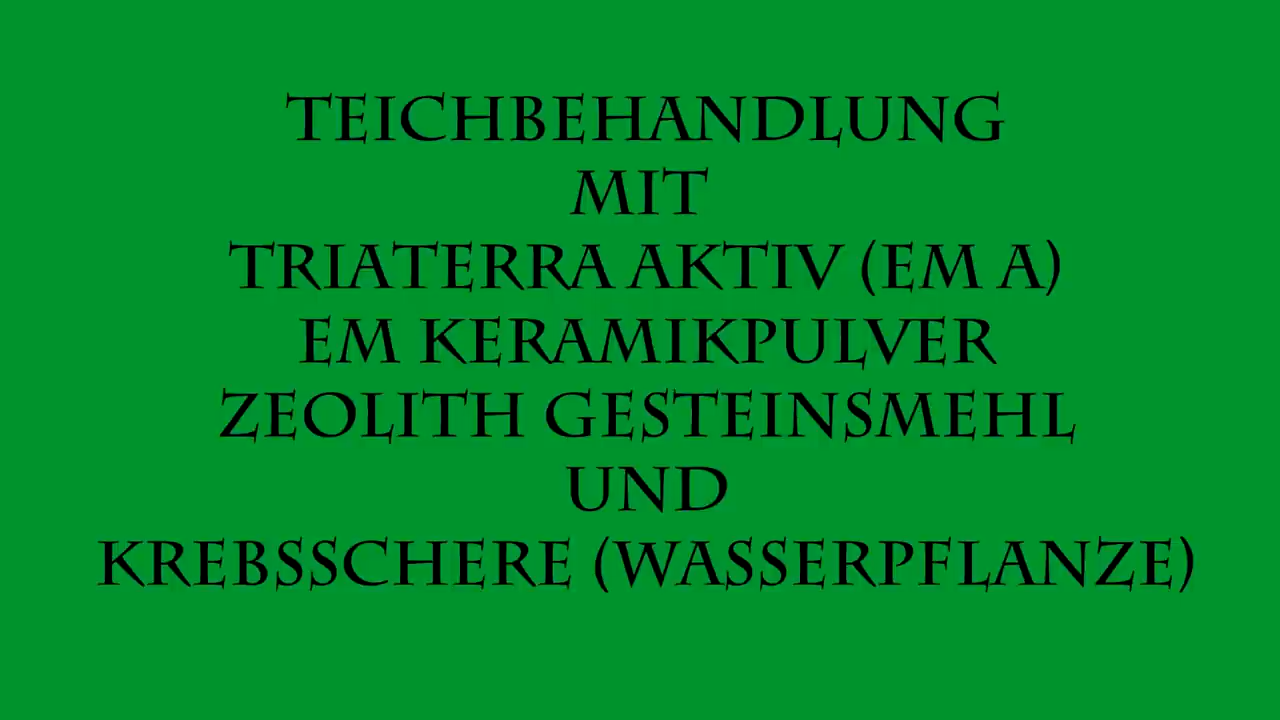 TEICHBEHANDLUNG
MIT
TRIATERRA AKTIV (EM A)
EM KERAMIKPULVER
ZEOLITH GESTEINSMEHL
UND
KREBSSCHERE (WASSERPFLANZE)